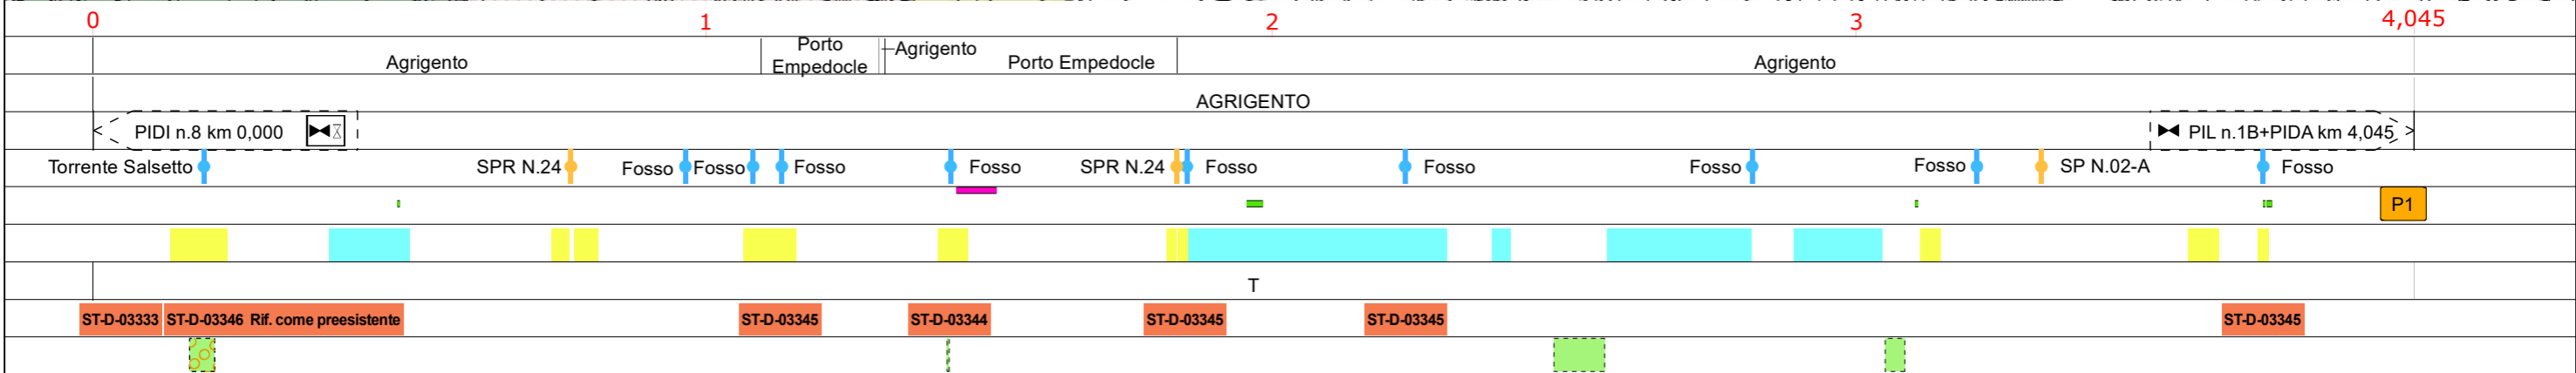 0 1 2 3 4,045
Agrigento Porto Empedocle Agrigento Porto Empedocle Agrigento
AGRIGENTO
PIDI n.8 km 0,000 PIL n.1B+PIDA km 4,045
Torrente Salsetto SPR N.24 Fosso Fosso Fosso Fosso SPR N.24 Fosso Fosso Fosso Fosso SP N.02-A Fosso
P1
T
ST-D-03333 ST-D-03346 Rif. come preesistente ST-D-03345 ST-D-03344 ST-D-03345 ST-D-03345 ST-D-03345